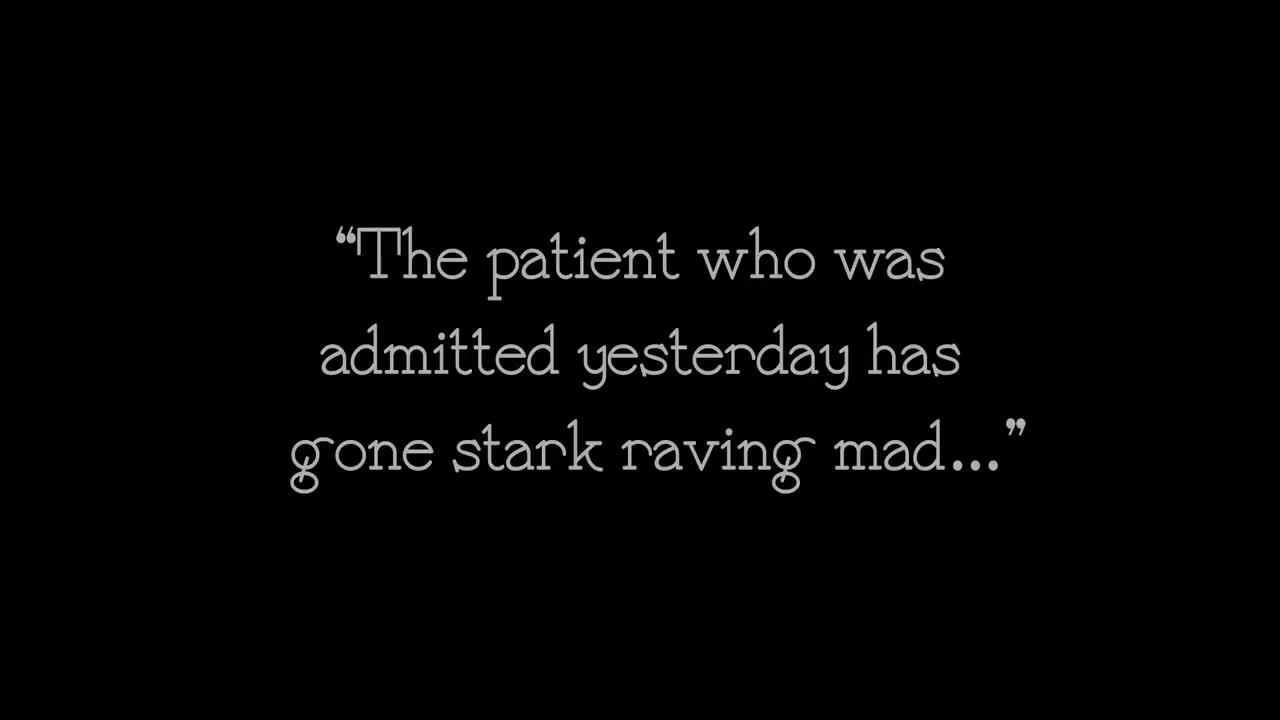 “The patient who was
admitted yesterday has
gone stark raving mad...”